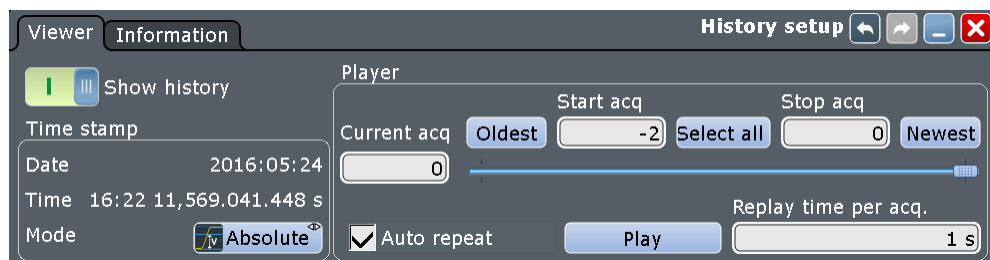 Viewer Information History setup
Show history
Time stamp
Date 2016:05:24
Time 16:22 11,569.041.448 s
Mode Absolute
Player
Start acq Stop acq
Current acq Oldest -2 Select all 0 Newest
0
Replay time per acq.
Auto repeat Play 1 s